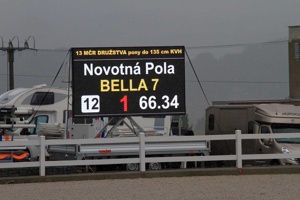 13 MČR DRUŽSTVA pony do 135 cm KVH
Novotná Pola
BELLA 7
12 1 66.34